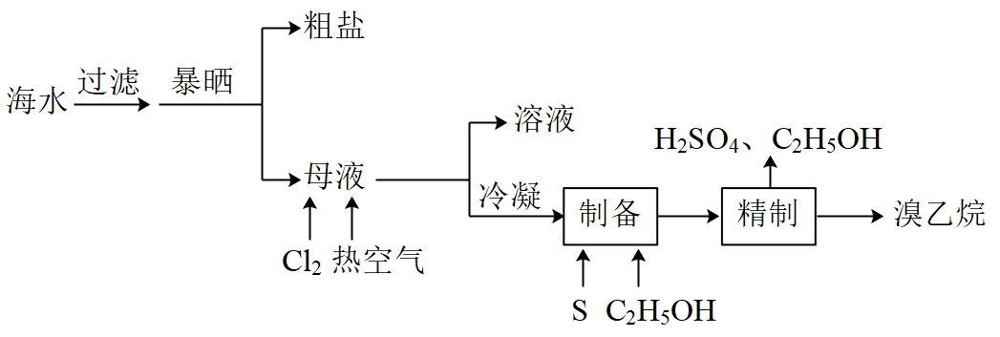 粗盐
海水
过滤
暴晒
溶液
H₂SO₄、C₂H₅OH
母液
冷凝
制备
精制
溴乙烷
Cl₂
热空气
S
C₂H₅OH